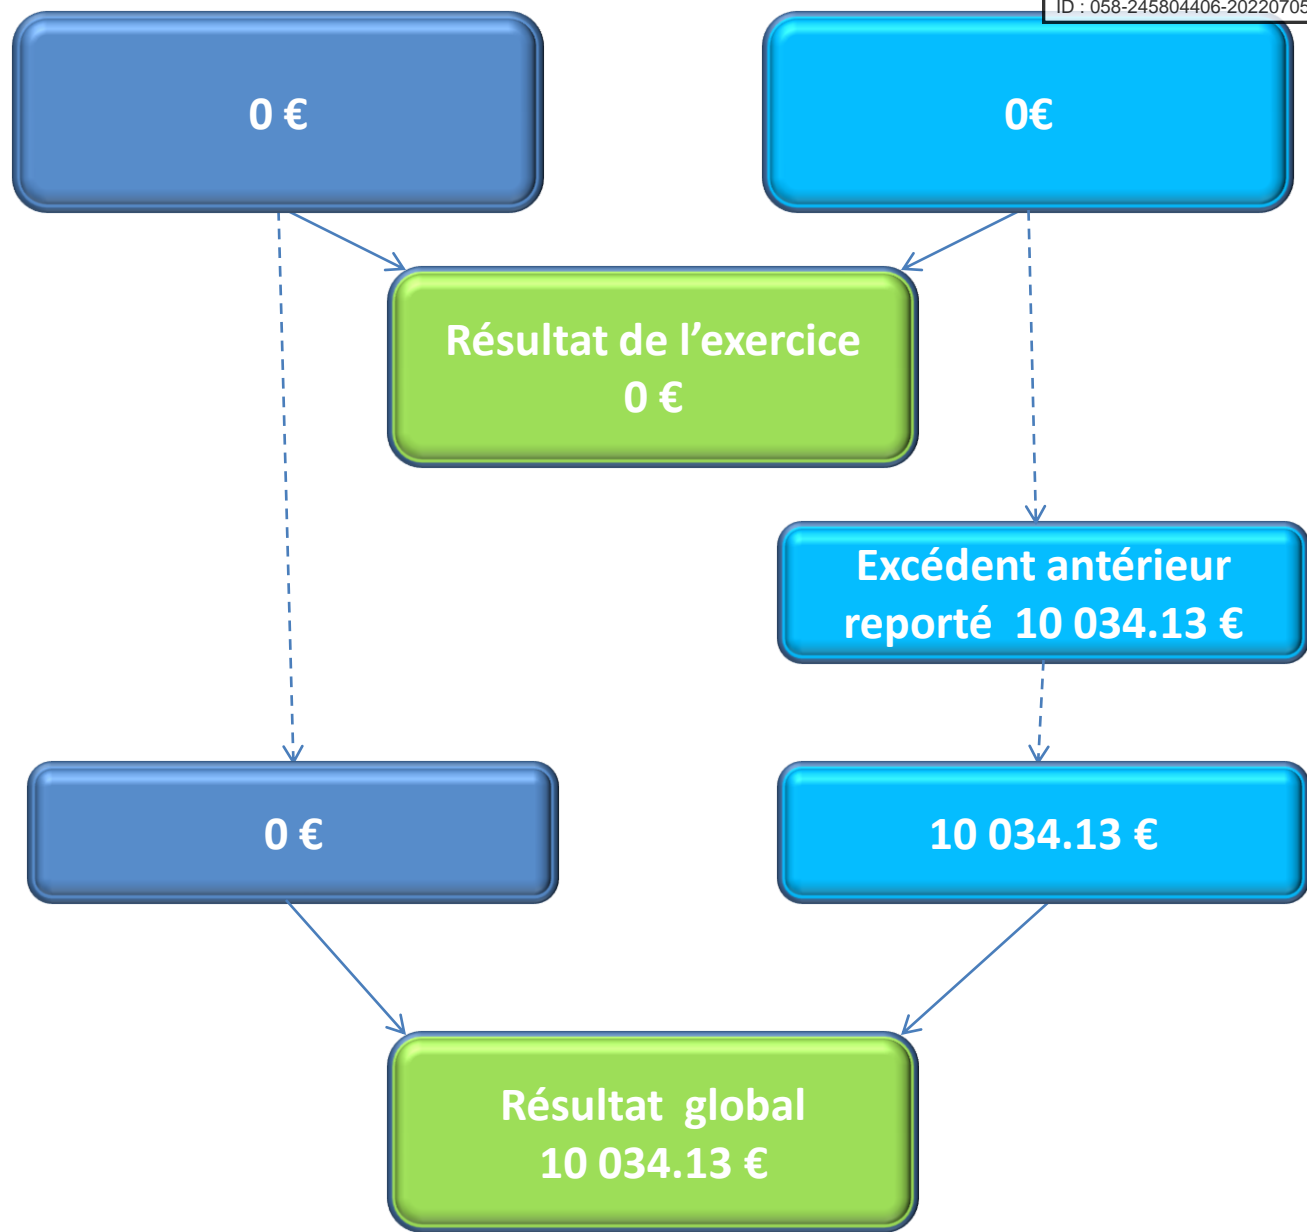 ID : 058-245804406-20220705
0 €
0€
Résultat de l’exercice
0 €
Excédent antérieur
reporté  10 034.13 €
0 €
10 034.13 €
Résultat  global
10 034.13 €